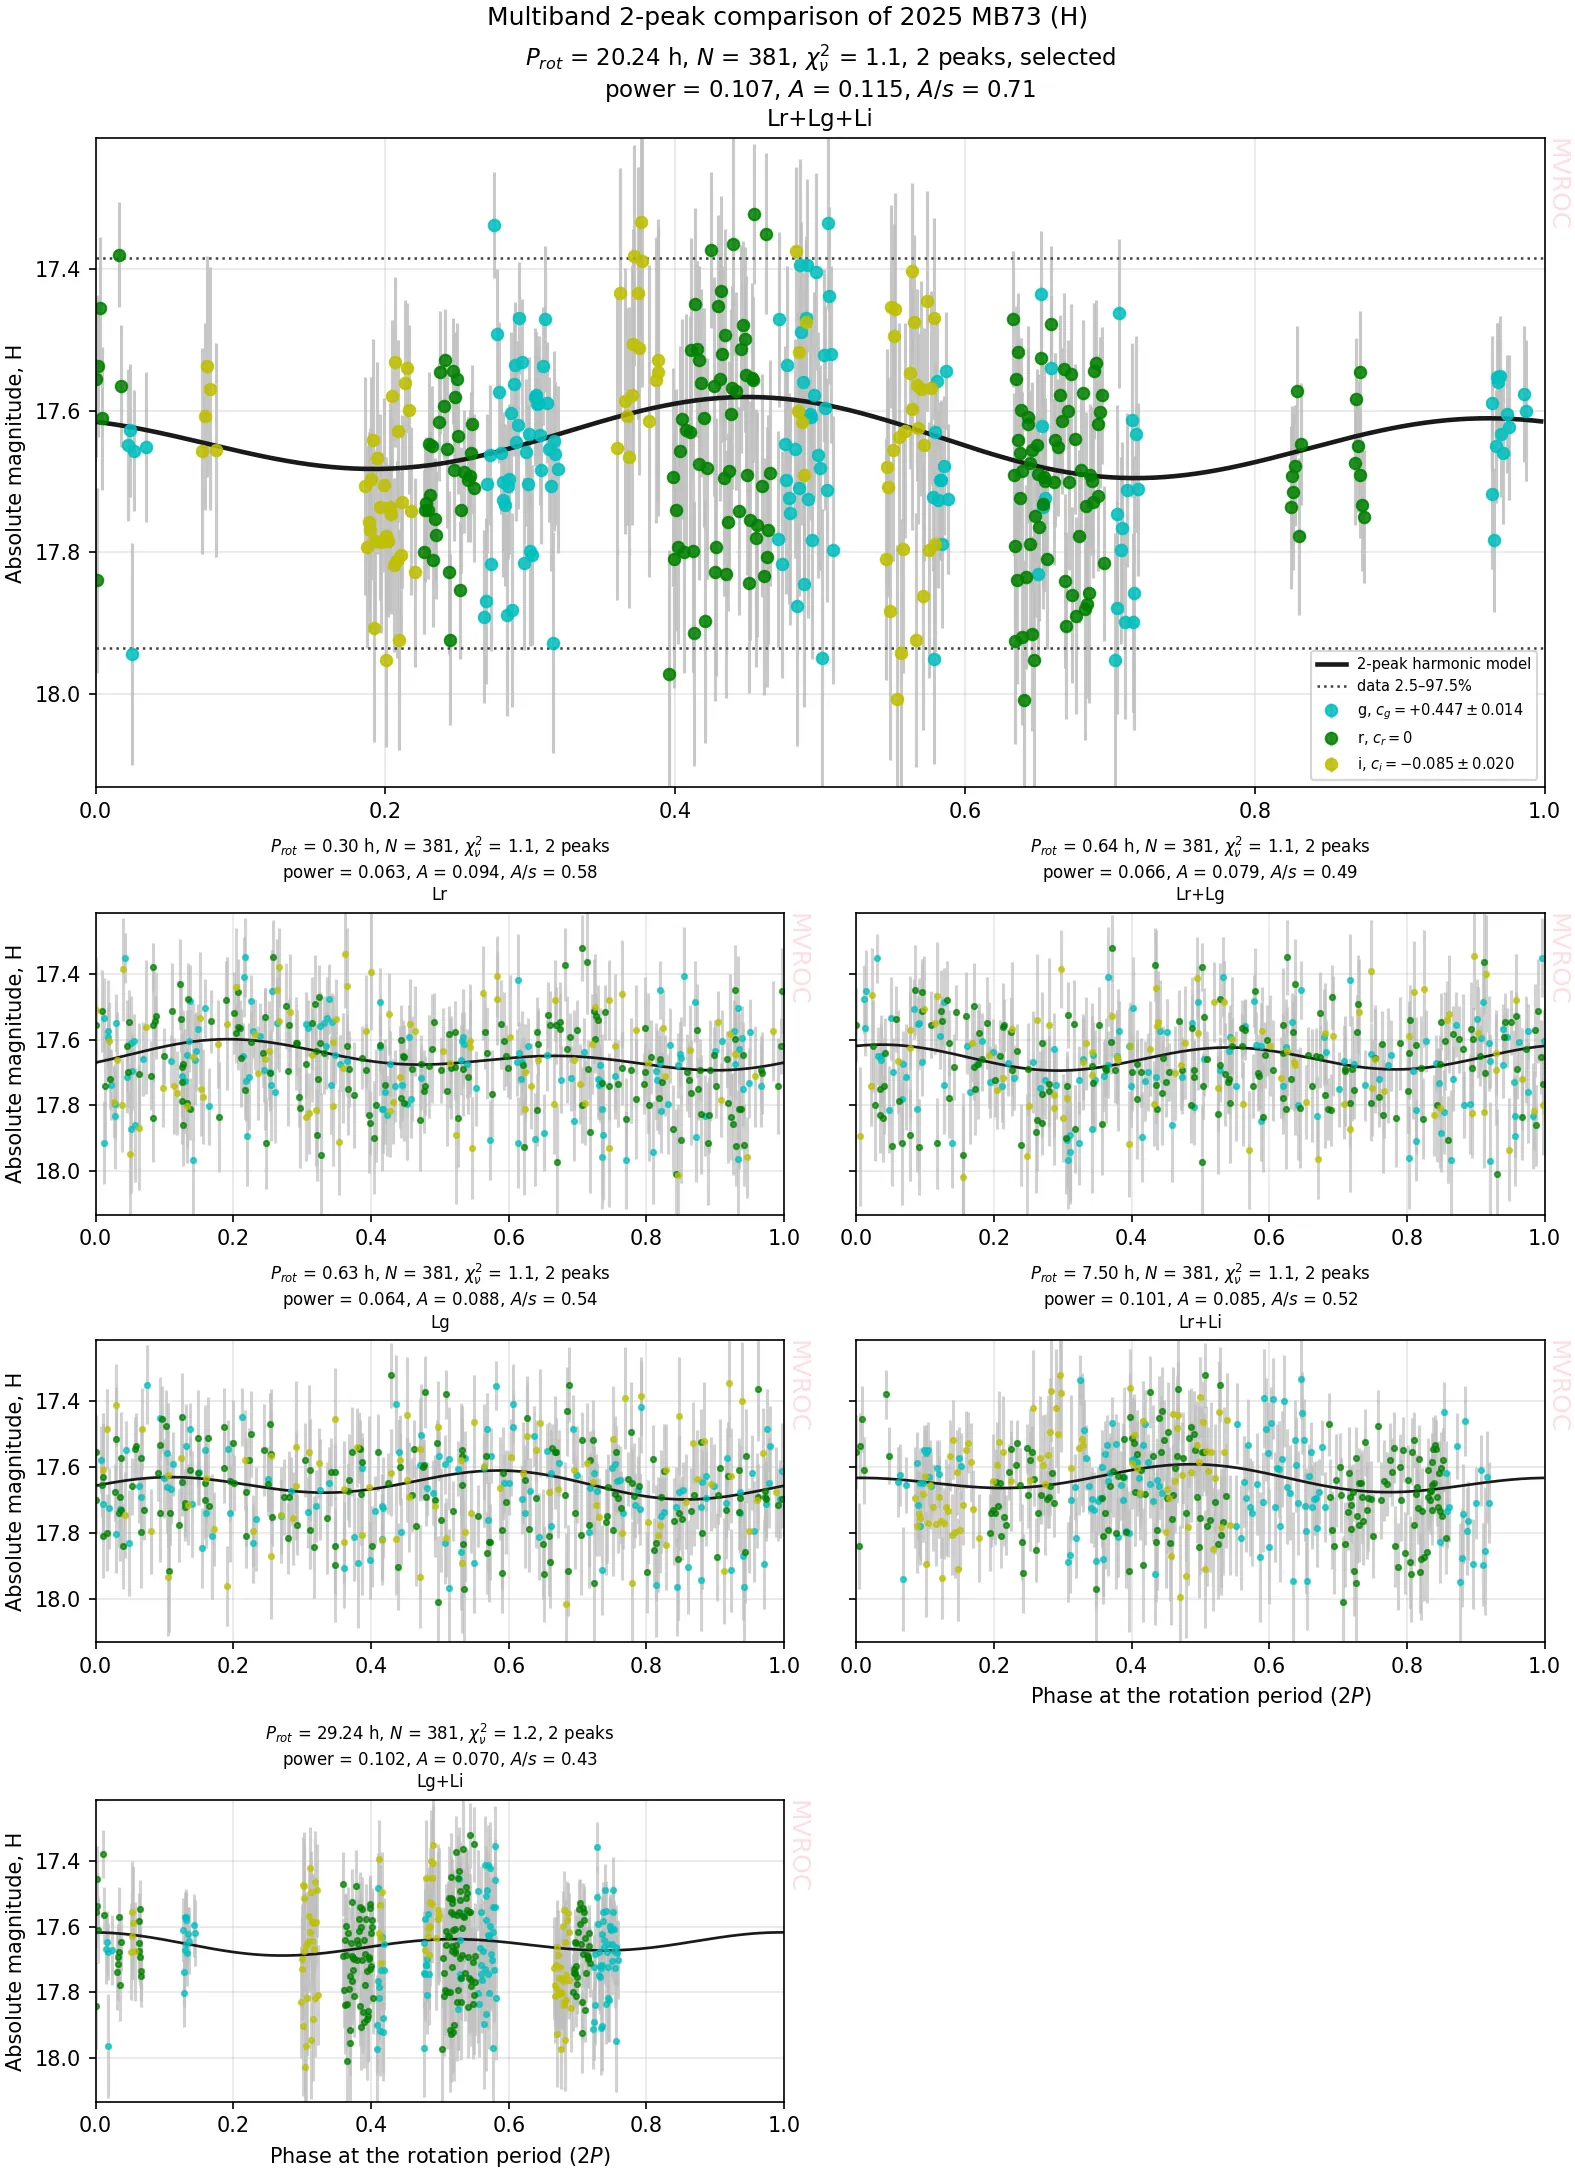 Multiband 2-peak comparison of 2025 MB73 (H)
P_rot = 20.24 h, N = 381, χ²_ν = 1.1, 2 peaks, selected
power = 0.107, A = 0.115, A/s = 0.71
Lr+Lg+Li
Absolute magnitude, H
17.4
17.6
17.8
18.0
0.0 0.2 0.4 0.6 0.8 1.0
2-peak harmonic model
data 2.5–97.5%
g, c_g = +0.447 ± 0.014
r, c_r = 0
i, c_i = −0.085 ± 0.020
MVROC
P_rot = 0.30 h, N = 381, χ²_ν = 1.1, 2 peaks
power = 0.063, A = 0.094, A/s = 0.58
Lr
Absolute magnitude, H
17.4
17.6
17.8
18.0
0.0 0.2 0.4 0.6 0.8 1.0
MVROC
P_rot = 0.64 h, N = 381, χ²_ν = 1.1, 2 peaks
power = 0.066, A = 0.079, A/s = 0.49
Lr+Lg
0.0 0.2 0.4 0.6 0.8 1.0
MVROC
P_rot = 0.63 h, N = 381, χ²_ν = 1.1, 2 peaks
power = 0.064, A = 0.088, A/s = 0.54
Lg
Absolute magnitude, H
17.4
17.6
17.8
18.0
0.0 0.2 0.4 0.6 0.8 1.0
MVROC
P_rot = 7.50 h, N = 381, χ²_ν = 1.1, 2 peaks
power = 0.101, A = 0.085, A/s = 0.52
Lr+Li
0.0 0.2 0.4 0.6 0.8 1.0
Phase at the rotation period (2P)
MVROC
P_rot = 29.24 h, N = 381, χ²_ν = 1.2, 2 peaks
power = 0.102, A = 0.070, A/s = 0.43
Lg+Li
Absolute magnitude, H
17.4
17.6
17.8
18.0
0.0 0.2 0.4 0.6 0.8 1.0
Phase at the rotation period (2P)
MVROC